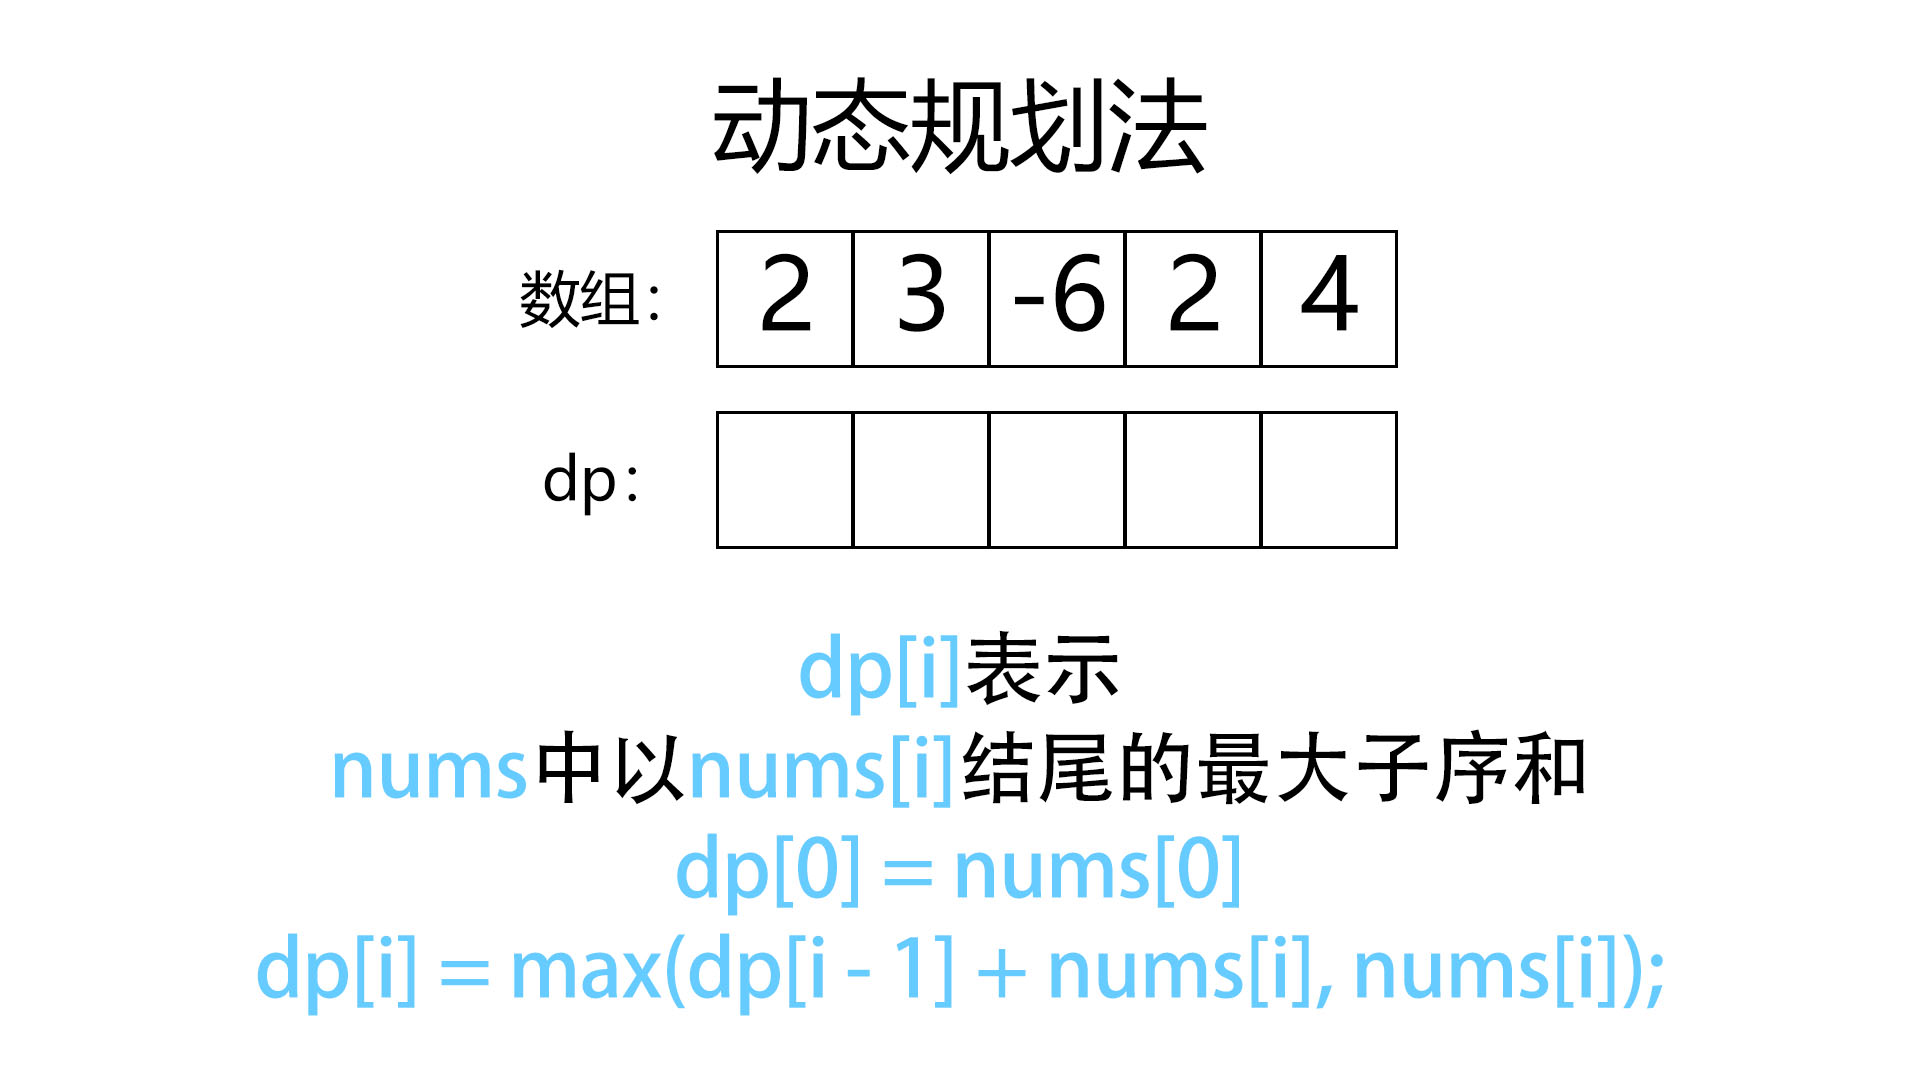 动态规划法
数组： 2 3 -6 2 4
dp：
dp[i]表示
nums中以nums[i]结尾的最大子序和
dp[0] = nums[0]
dp[i] = max(dp[i - 1] + nums[i], nums[i]);